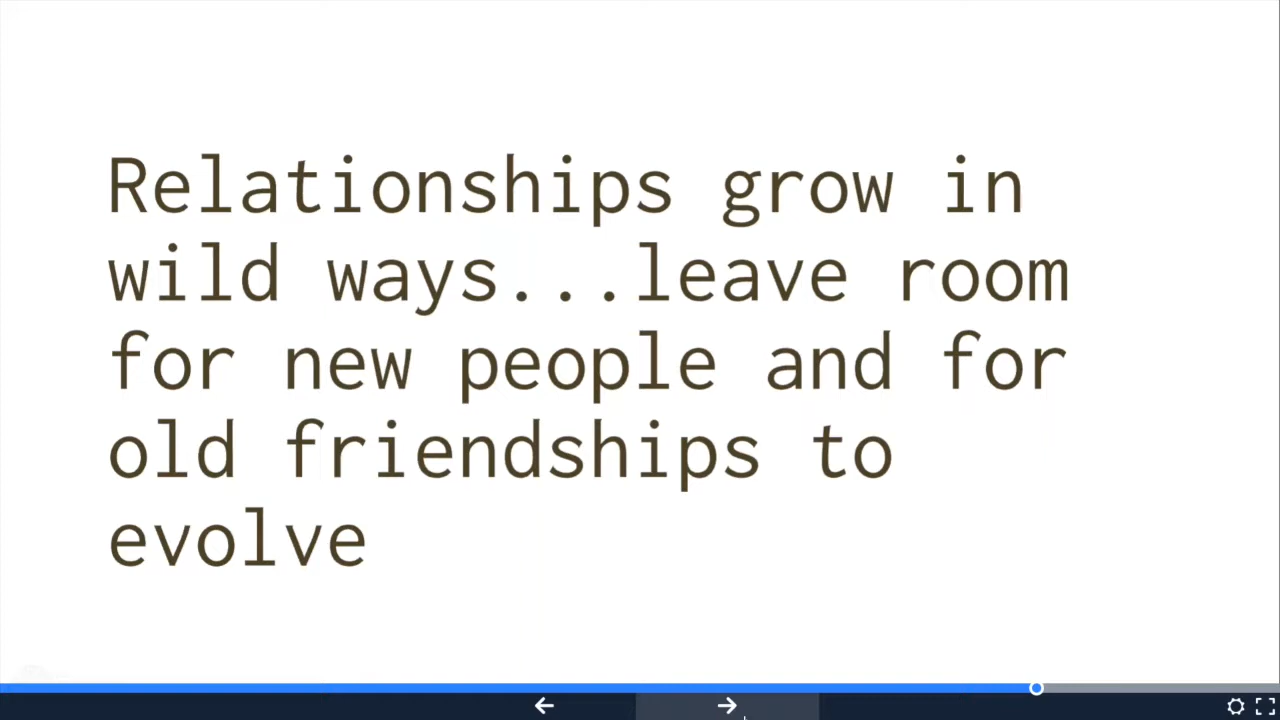 Relationships grow in
wild ways...leave room
for new people and for
old friendships to
evolve